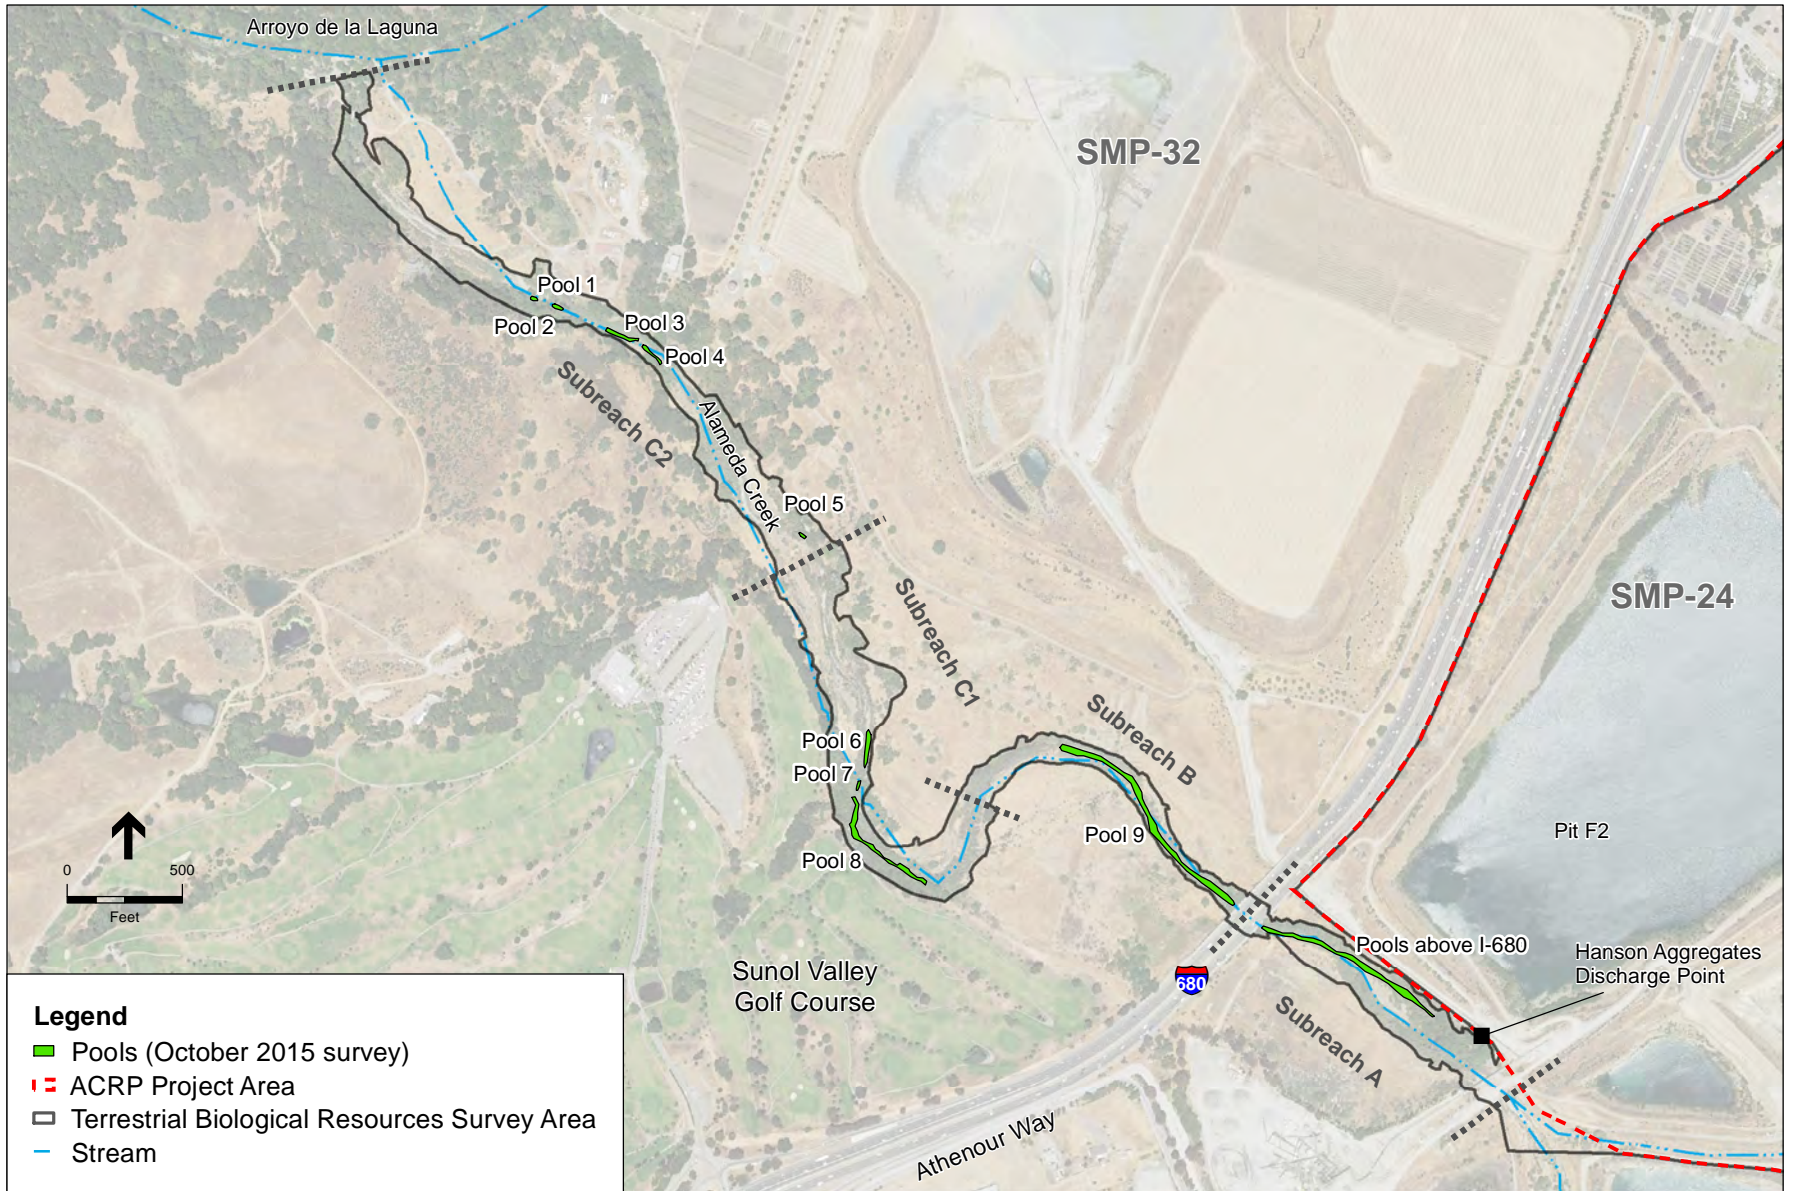 Arroyo de la Laguna
SMP-32
Pool 1
Pool 2
Pool 3
Pool 4
Subreach C2
Alameda Creek
Pool 5
SMP-24
Subreach C1
Subreach B
Pool 6
Pool 7
Pool 8
Pool 9
Pit F2
0 500
Feet
Pools above I-680
Hanson Aggregates
Discharge Point
Sunol Valley
Golf Course
680
Subreach A
Athenour Way
Legend
Pools (October 2015 survey)
ACRP Project Area
Terrestrial Biological Resources Survey Area
Stream